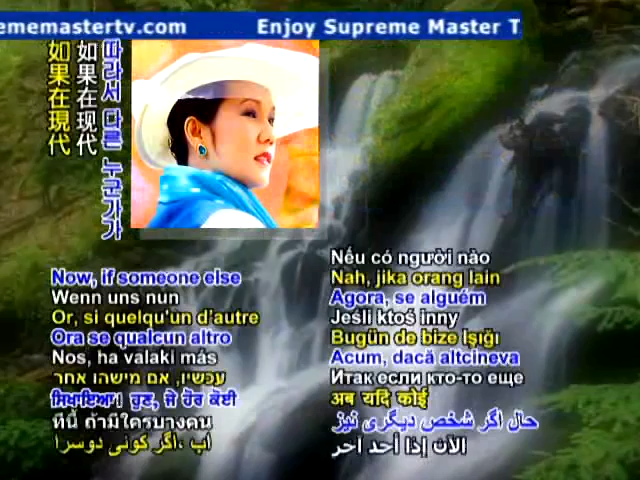 ememastertv.com Enjoy Supreme Master T
如果在現代
如果在现代
따라서 다른 누군가가
Now, if someone else
Wenn uns nun
Or, si quelqu'un d'autre
Ora se qualcun altro
Nos, ha valaki más
עכשיו, אם מישהו אחר
ਸਿਖਾਇਆ। ਹੁਣ, ਜੇ ਹੋਰ ਕੋਈ
ทีนี้ ถ้ามีใครบางคน
اب ،اگر کوئی دوسرا
Nếu có người nào
Nah, jika orang lain
Agora, se alguém
Jeśli ktoś inny
Bugün de bize Işığı
Acum, dacă altcineva
Итак если кто-то еще
अब यदि कोई
حال اگر شخص دیگری نیز
الآن إذا أحد آخر